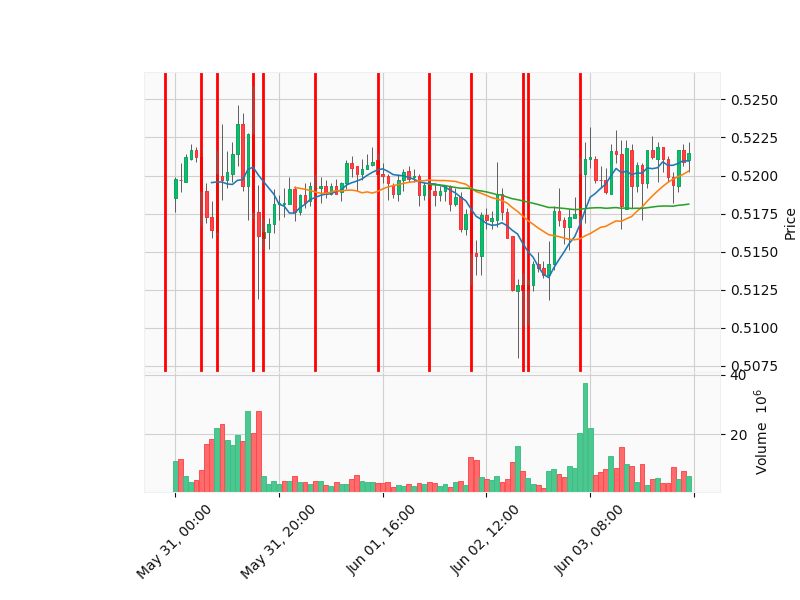 0.5250
0.5225
0.5200
0.5175
0.5150
0.5125
0.5100
0.5075
Price
40
20
Volume 10^6
May 31, 00:00
May 31, 20:00
Jun 01, 16:00
Jun 02, 12:00
Jun 03, 08:00